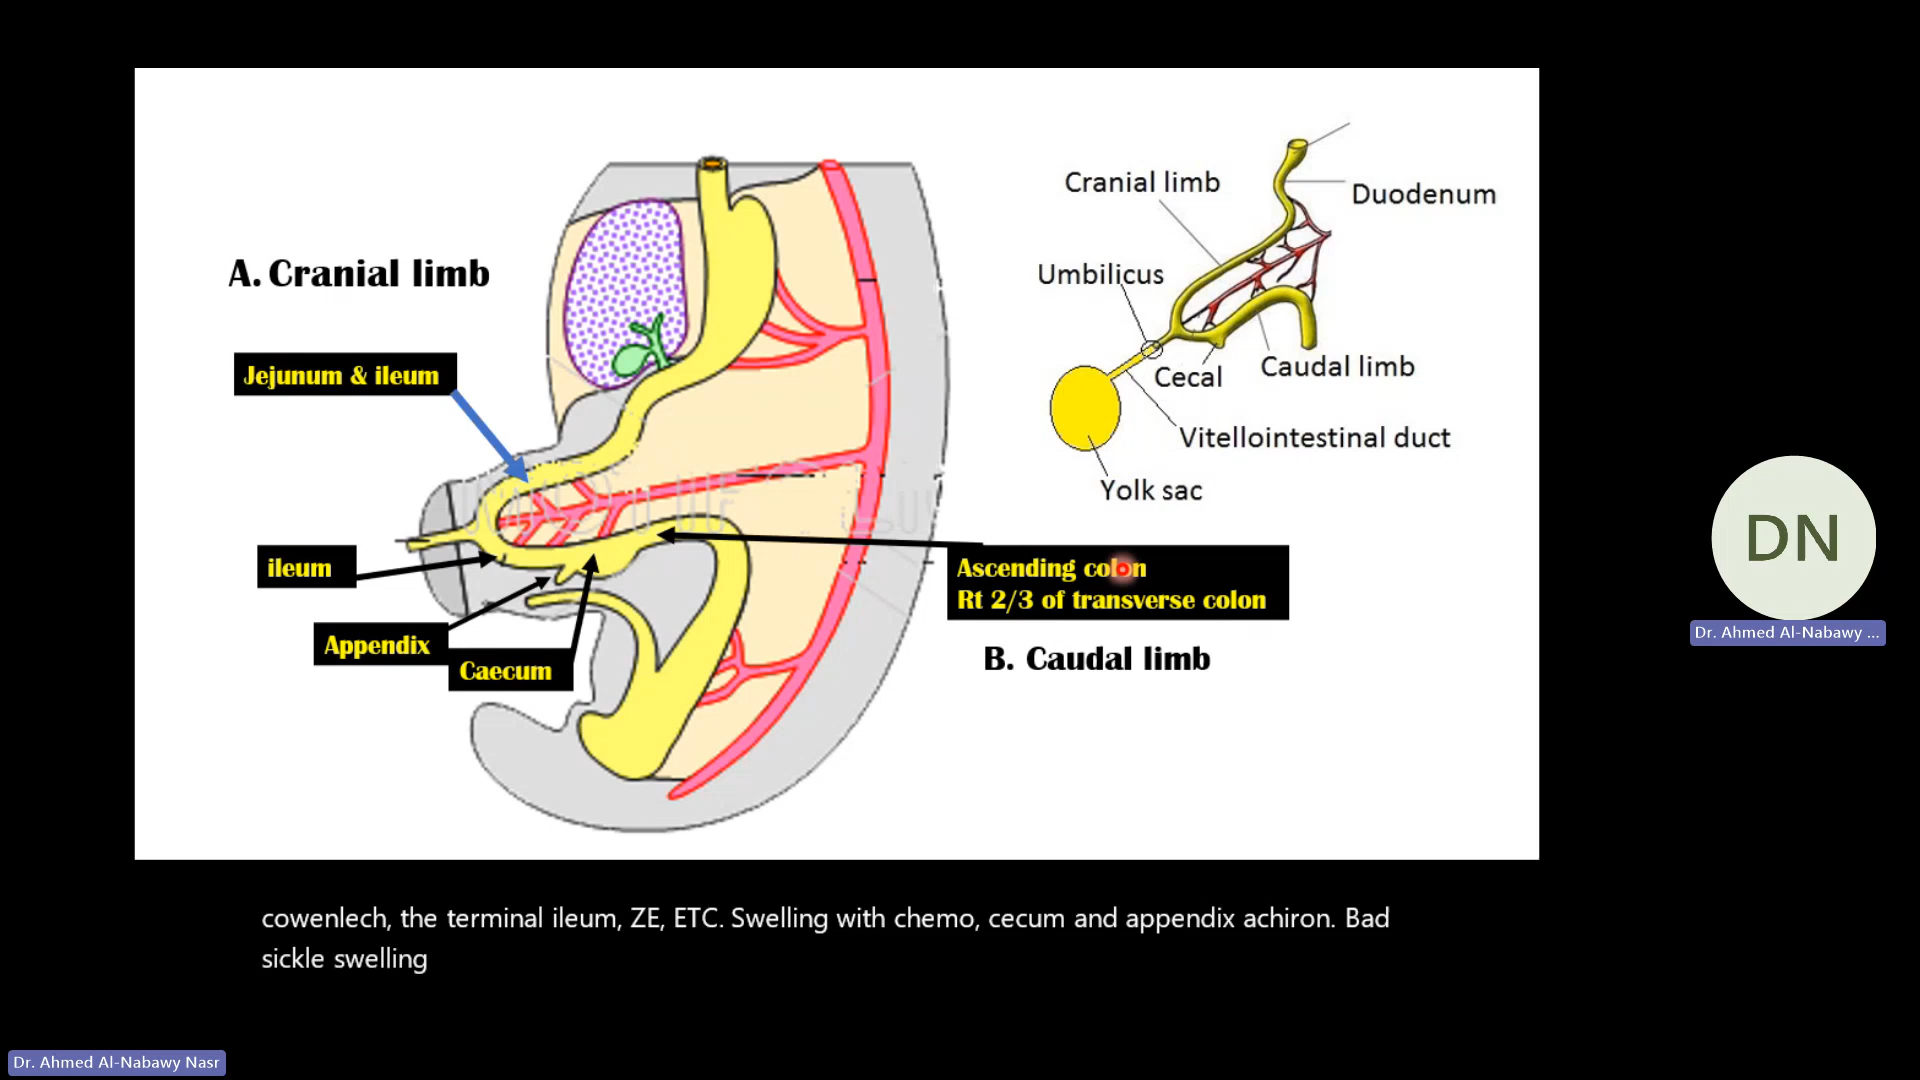 A. Cranial limb
Jejunum & ileum
ileum
Appendix
Caecum
Ascending colon
Rt 2/3 of transverse colon
B. Caudal limb
Cranial limb
Duodenum
Umbilicus
Cecal
Caudal limb
Vitellointestinal duct
Yolk sac
DN
Dr. Ahmed Al-Nabawy ...
cowenlech, the terminal ileum, ZE, ETC. Swelling with chemo, cecum and appendix achiron. Bad
sickle swelling
Dr. Ahmed Al-Nabawy Nasr